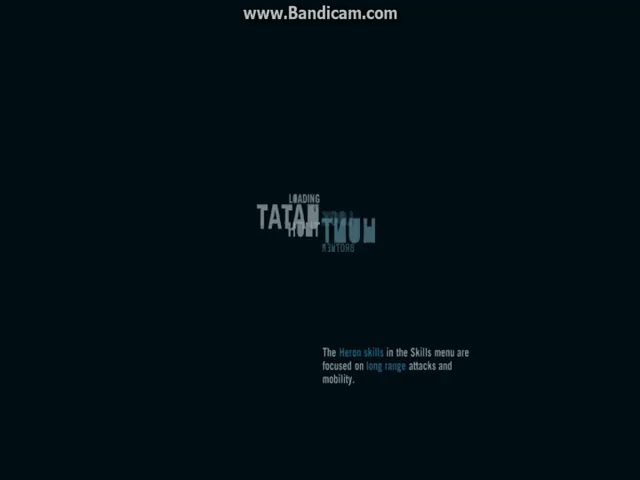 www.Bandicam.com
LOADING
The Heron skills in the Skills menu are
focused on long range attacks and
mobility.